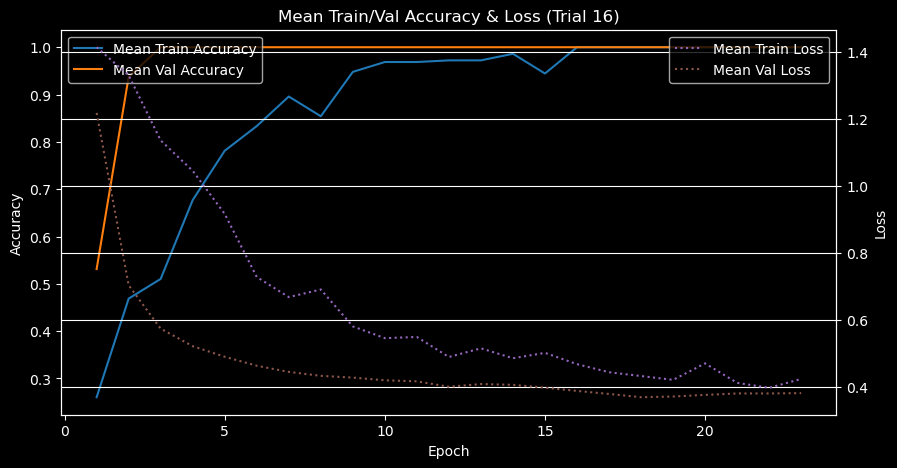 Mean Train/Val Accuracy & Loss (Trial 16)
Mean Train Accuracy
Mean Val Accuracy
Mean Train Loss
Mean Val Loss
1.0
0.9
0.8
0.7
0.6
0.5
0.4
0.3
Accuracy
1.4
1.2
1.0
0.8
0.6
0.4
Loss
0
5
10
15
20
Epoch